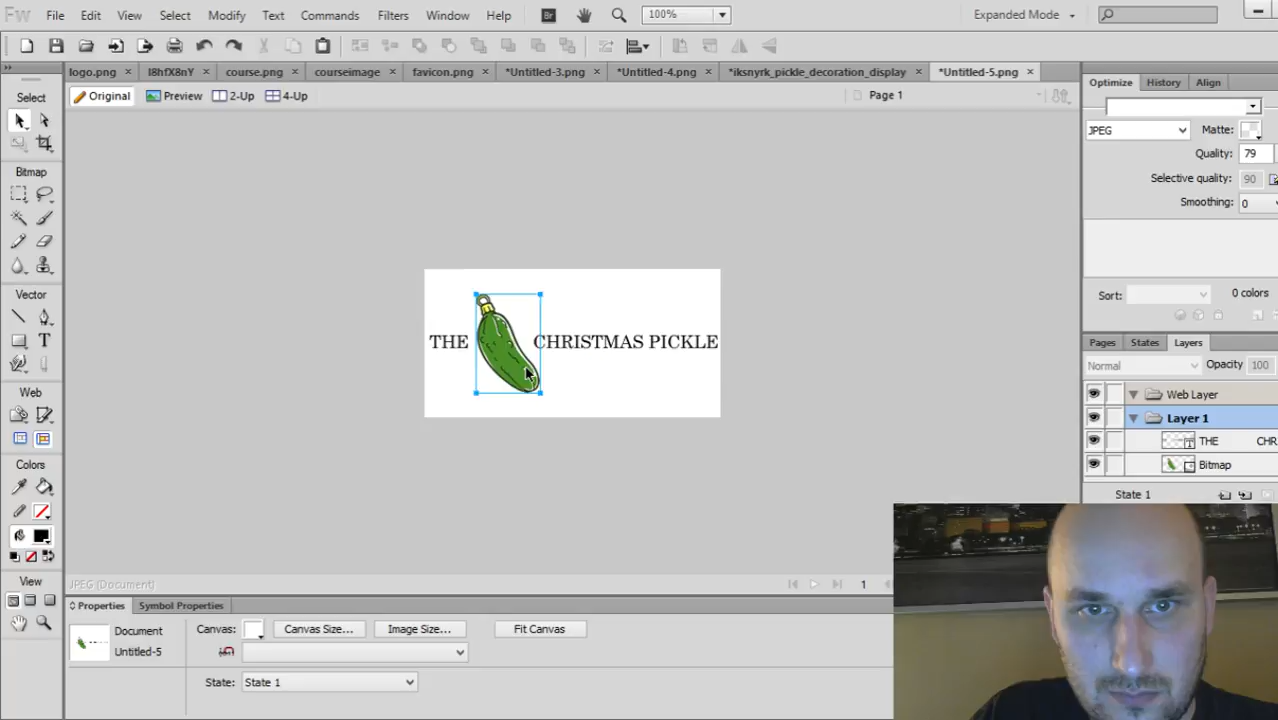 Fw File Edit View Select Modify Text Commands Filters Window Help Br 100% Expanded Mode
logo.png l8hfX8nY course.png courseimage favicon.png *Untitled-3.png *Untitled-4.png *iksnyrk_pickle_decoration_display *Untitled-5.png
Original Preview 2-Up 4-Up Page 1
Select
Bitmap
Vector
T
Web
Colors
View
THE CHRISTMAS PICKLE
Optimize History Align
JPEG Matte:
Quality: 79
Selective quality: 90
Smoothing: 0
Sort: 0 colors
Pages States Layers
Normal Opacity 100
Web Layer
Layer 1
THE CHR
Bitmap
State 1
JPEG (Document) 1
Properties Symbol Properties
Document
Untitled-5
Canvas: Canvas Size... Image Size... Fit Canvas
State: State 1